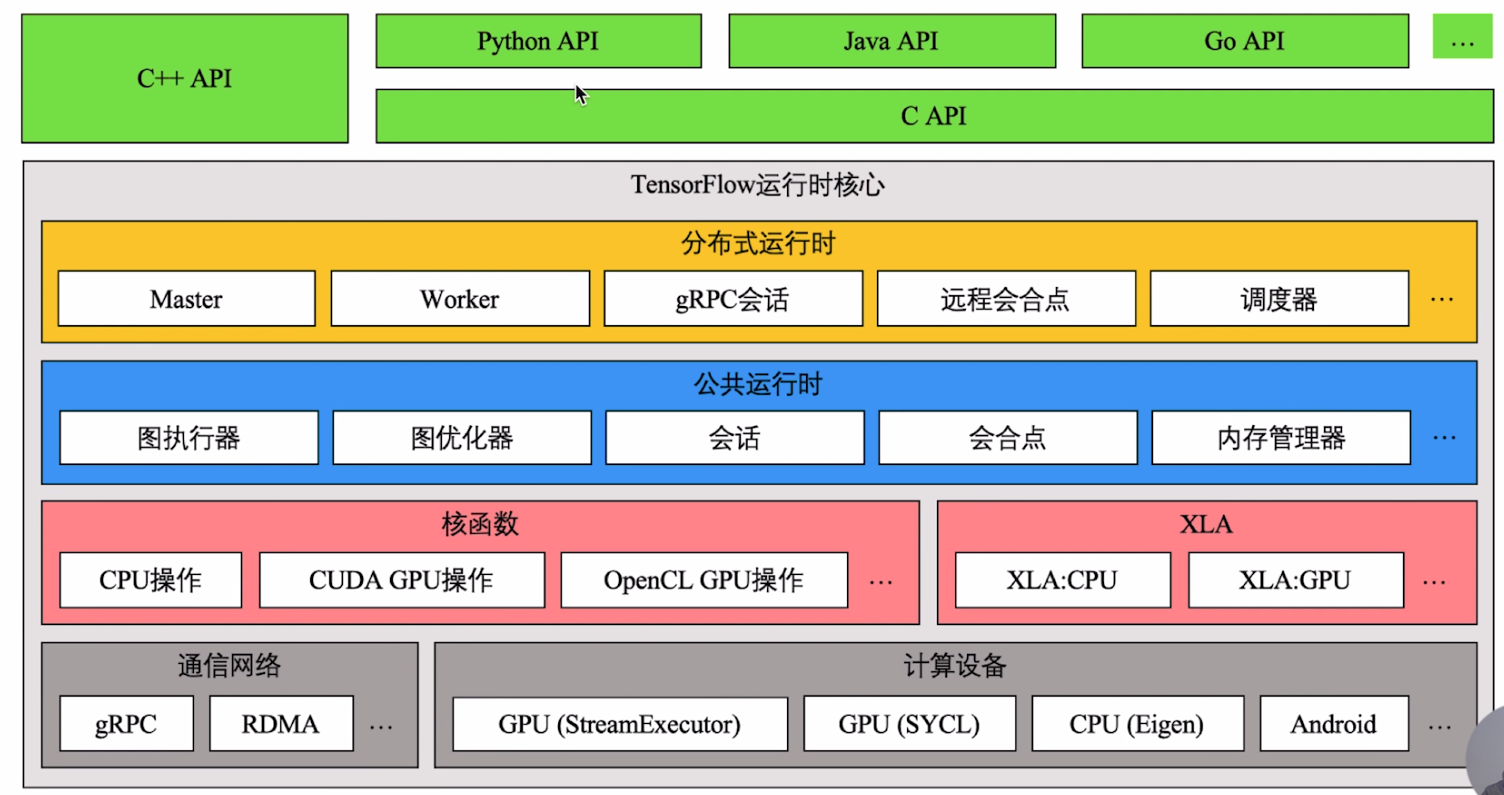 C++ API
Python API
Java API
Go API
...
C API
TensorFlow运行时核心
分布式运行时
Master
Worker
gRPC会话
远程会合点
调度器
...
公共运行时
图执行器
图优化器
会话
会合点
内存管理器
...
核函数
CPU操作
CUDA GPU操作
OpenCL GPU操作
...
XLA
XLA:CPU
XLA:GPU
...
通信网络
gRPC
RDMA
...
计算设备
GPU (StreamExecutor)
GPU (SYCL)
CPU (Eigen)
Android
...